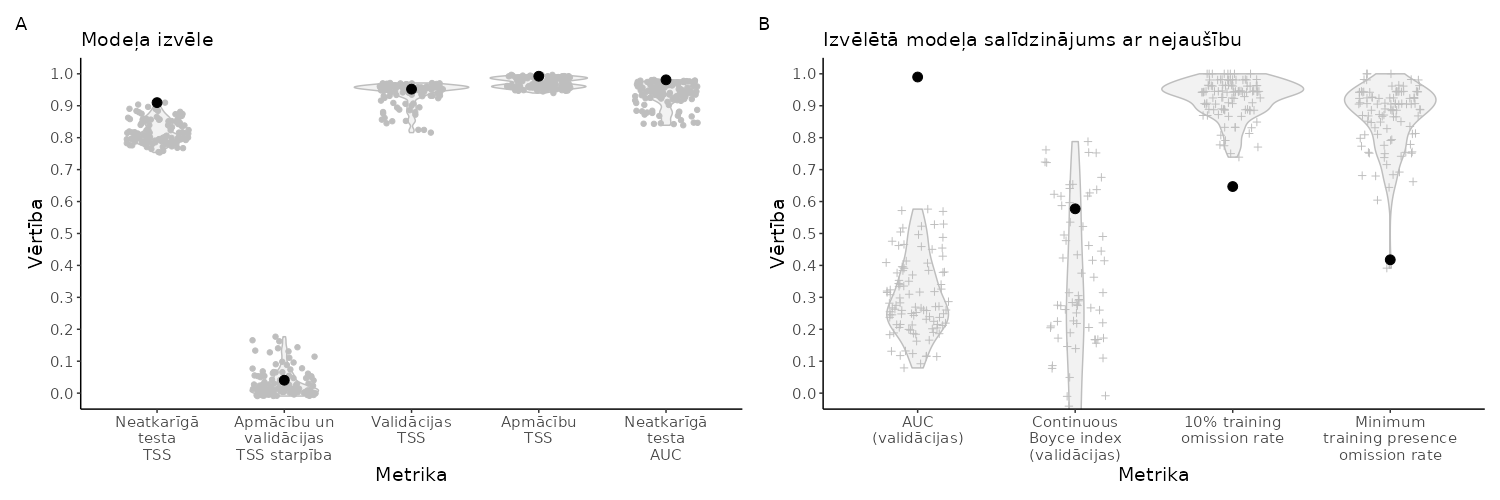 A
Modeļa izvēle
Vērtība
1.0
0.9
0.8
0.7
0.6
0.5
0.4
0.3
0.2
0.1
0.0
Neatkarīgā
testa
TSS
Apmācību un
validācijas
TSS starpība
Validācijas
TSS
Apmācību
TSS
Neatkarīgā
testa
AUC
Metrika
B
Izvēlētā modeļa salīdzinājums ar nejaušību
Vērtība
1.0
0.9
0.8
0.7
0.6
0.5
0.4
0.3
0.2
0.1
0.0
AUC
(validācijas)
Continuous
Boyce index
(validācijas)
10% training
omission rate
Minimum
training presence
omission rate
Metrika